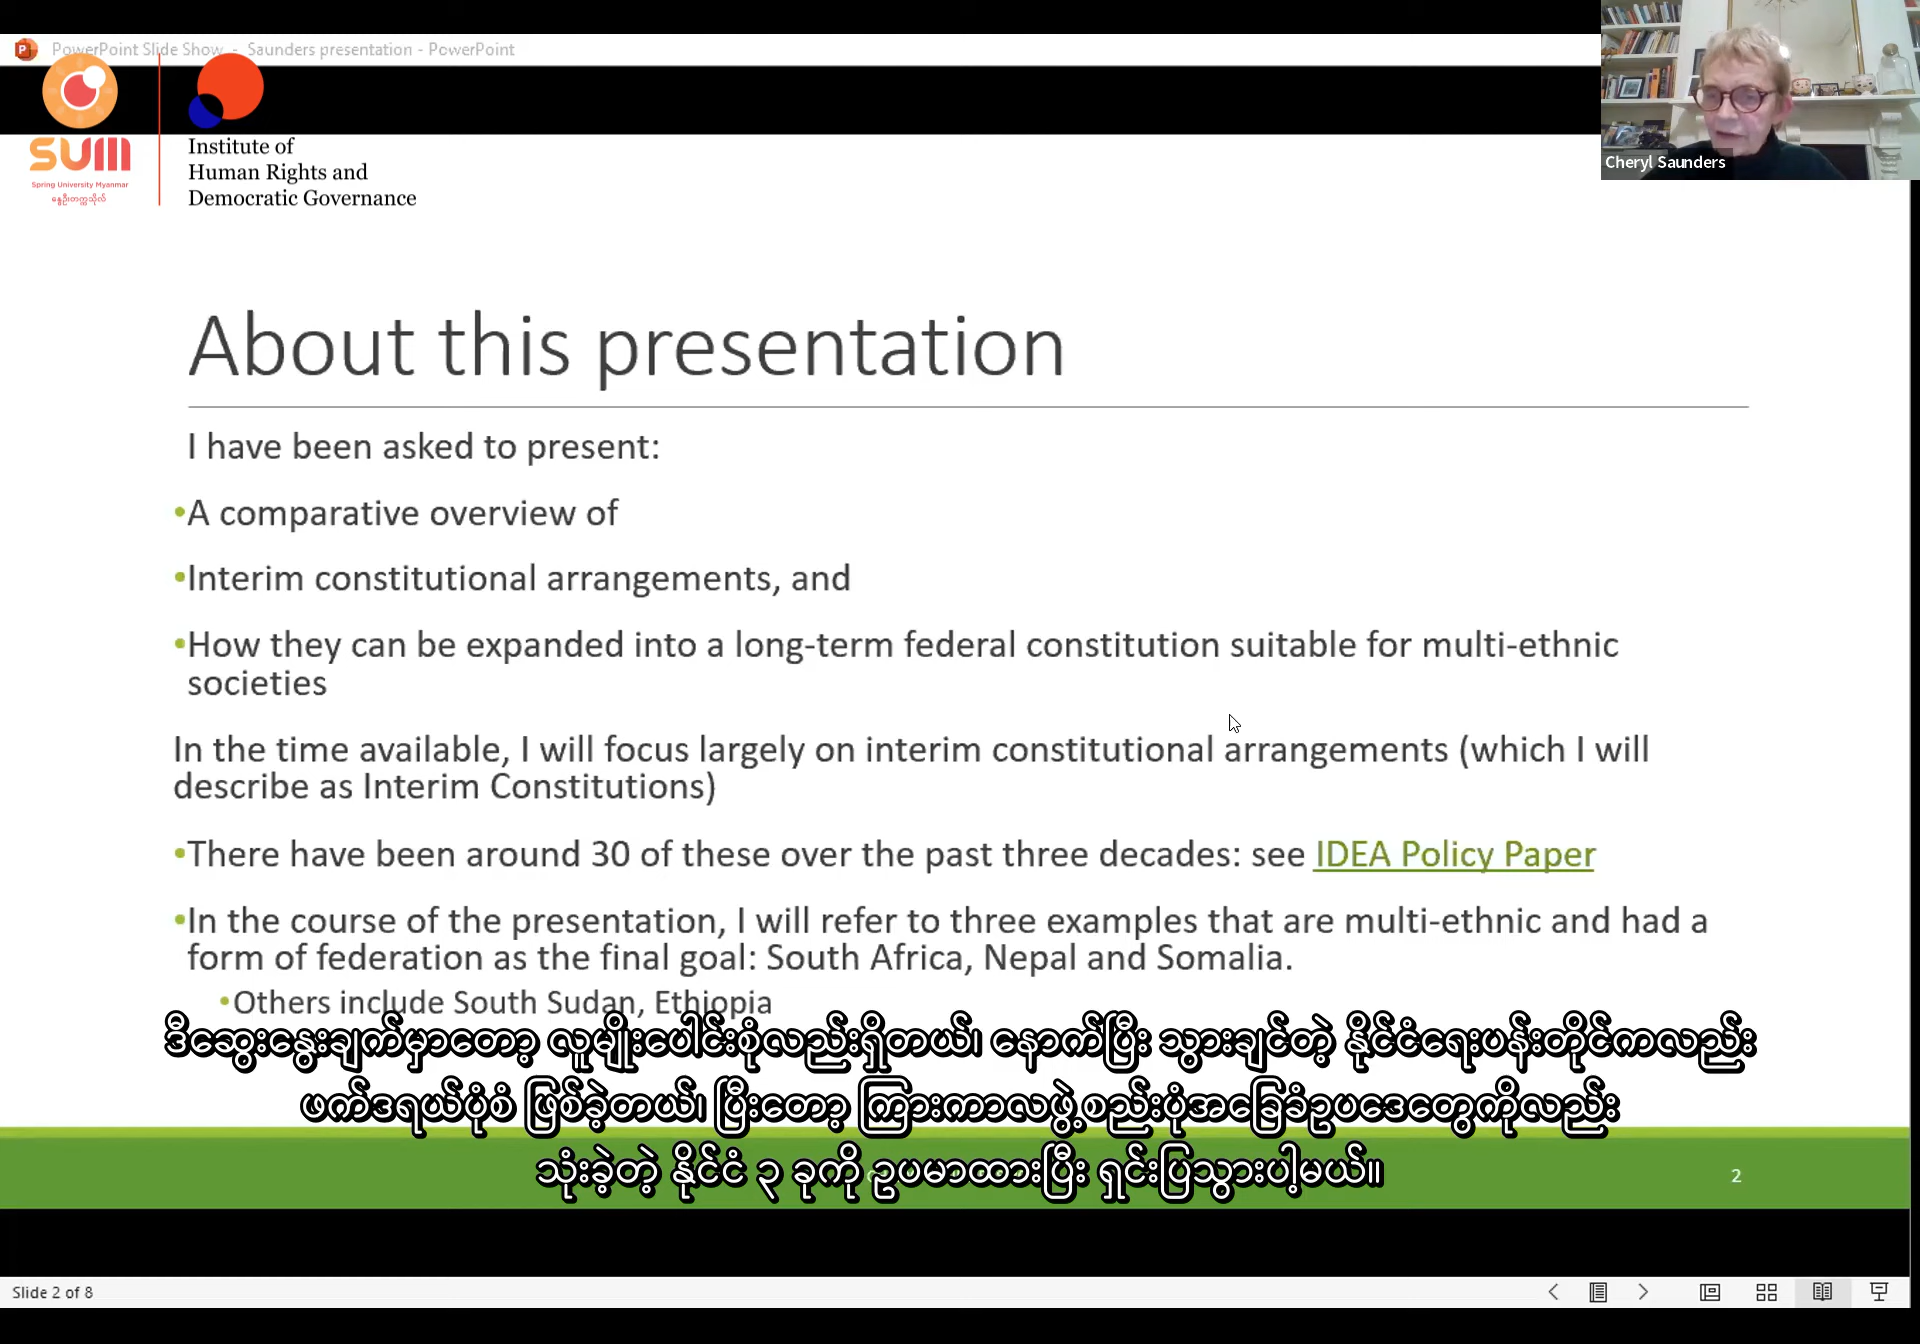 PowerPoint Slide Show - Saunders presentation - PowerPoint
SUM
Spring University Myanmar
နွေဦးတက္ကသိုလ်
Institute of
Human Rights and
Democratic Governance
Cheryl Saunders
About this presentation
I have been asked to present:
•A comparative overview of
•Interim constitutional arrangements, and
•How they can be expanded into a long-term federal constitution suitable for multi-ethnic
societies
In the time available, I will focus largely on interim constitutional arrangements (which I will
describe as Interim Constitutions)
•There have been around 30 of these over the past three decades: see IDEA Policy Paper
•In the course of the presentation, I will refer to three examples that are multi-ethnic and had a
form of federation as the final goal: South Africa, Nepal and Somalia.
•Others include South Sudan, Ethiopia
ဒီဆွေးနွေးချက်မှာတော့ လူမျိုးပေါင်းစုံလည်းရှိတယ်၊ နောက်ပြီး သွားချင်တဲ့ နိုင်ငံရေးပန်းတိုင်ကလည်း
ဖက်ဒရယ်ပုံစံ ဖြစ်ခဲ့တယ်၊ ပြီးတော့ ကြားကာလဖွဲ့စည်းပုံအခြေခံဥပဒေတွေကိုလည်း
သုံးခဲ့တဲ့ နိုင်ငံ ၃ ခုကို ဥပမာထားပြီး ရှင်းပြသွားပါ့မယ်။
2
Slide 2 of 8